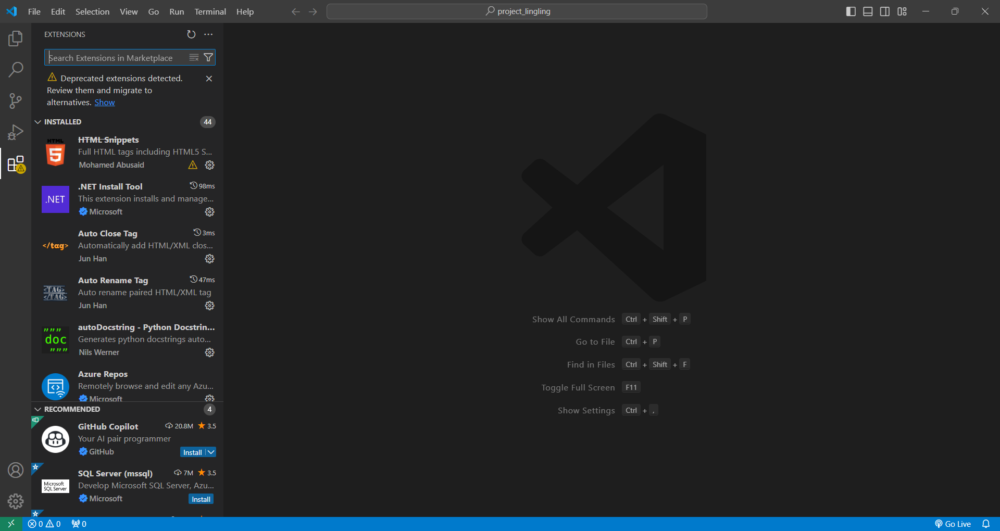 File Edit Selection View Go Run Terminal Help
project_lingling
EXTENSIONS
Search Extensions in Marketplace
Deprecated extensions detected.
Review them and migrate to
alternatives. Show
INSTALLED 44
HTML
5
HTML Snippets
Full HTML tags including HTML5 S...
Mohamed Abusaid
.NET
.NET Install Tool 98ms
This extension installs and manage...
Microsoft
</tag>
Auto Close Tag 3ms
Automatically add HTML/XML clos...
Jun Han
<TAG>
</TAG>
Auto Rename Tag 47ms
Auto rename paired HTML/XML tag
Jun Han
"""
doc
"""
autoDocstring - Python Docstrin...
Generates python docstrings auto...
Nils Werner
Azure Repos
Remotely browse and edit any Azu...
Microsoft
RECOMMENDED 4
GitHub Copilot 20.8M 3.5
Your AI pair programmer
GitHub Install
Microsoft
SQL Server
SQL Server (mssql) 7M 3.5
Develop Microsoft SQL Server, Azu...
Microsoft Install
Show All Commands Ctrl + Shift + P
Go to File Ctrl + P
Find in Files Ctrl + Shift + F
Toggle Full Screen F11
Show Settings Ctrl + ,
0 0 0 Go Live